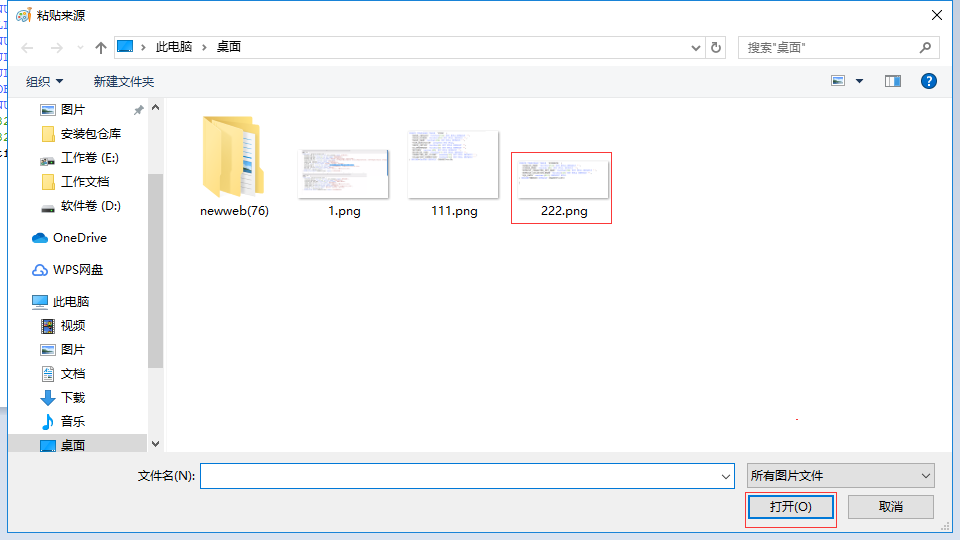 粘贴来源
此电脑 桌面
搜索"桌面"
组织 新建文件夹
图片
安装包仓库
工作卷 (E:)
工作文档
软件卷 (D:)
OneDrive
WPS网盘
此电脑
视频
图片
文档
下载
音乐
桌面
newweb(76) 1.png 111.png 222.png
文件名(N): 所有图片文件
打开(O) 取消